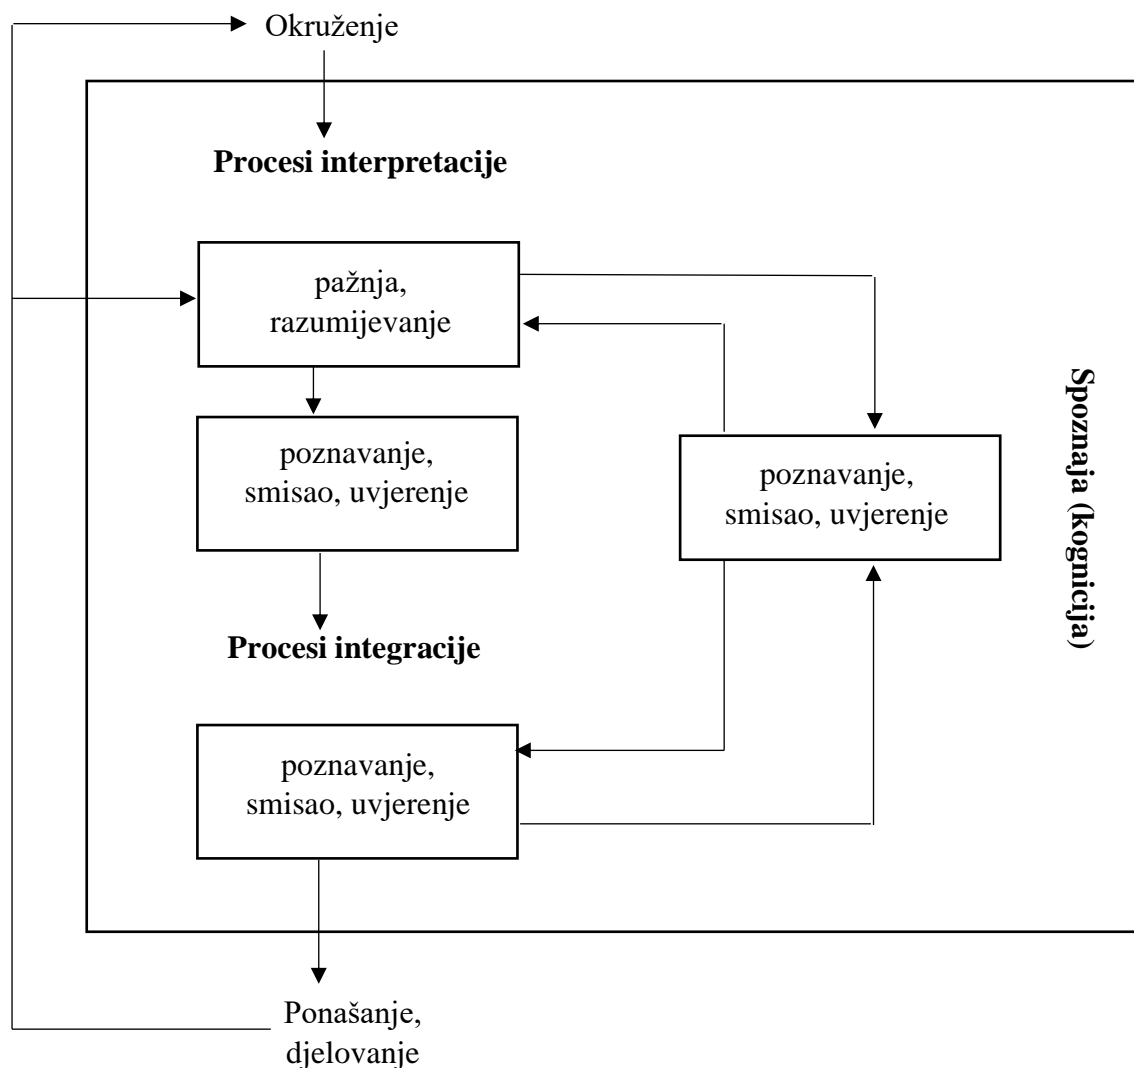 Okruženje
Procesi interpretacije
pažnja,
razumijevanje
poznavanje,
smisao, uvjerenje
poznavanje,
smisao, uvjerenje
Spoznaja (kognicija)
Procesi integracije
poznavanje,
smisao, uvjerenje
Ponašanje,
djelovanje